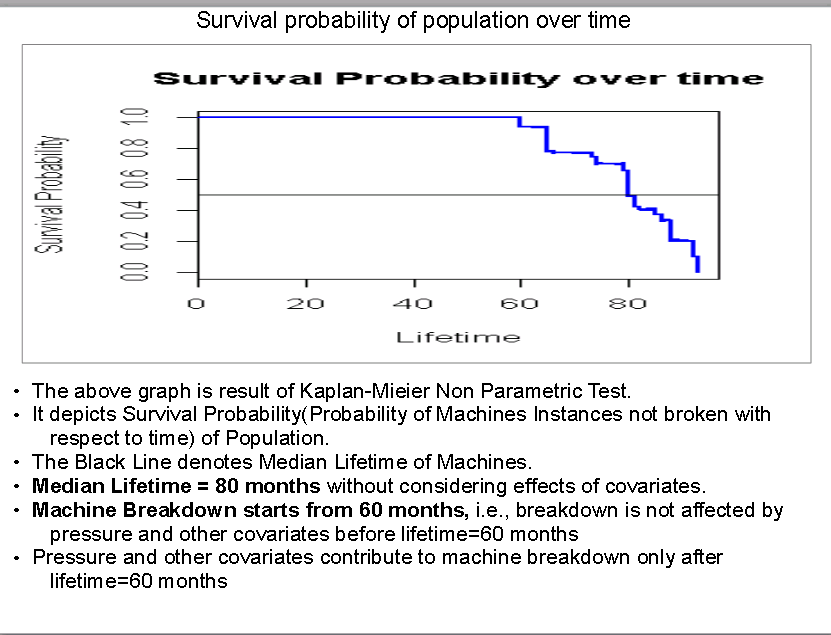 Survival probability of population over time
Survival Probability over time
Survival Probability
0.0 0.2 0.4 0.6 0.8 1.0
0 20 40 60 80
Lifetime
• The above graph is result of Kaplan-Mieier Non Parametric Test.
• It depicts Survival Probability(Probability of Machines Instances not broken with
respect to time) of Population.
• The Black Line denotes Median Lifetime of Machines.
• Median Lifetime = 80 months without considering effects of covariates.
• Machine Breakdown starts from 60 months, i.e., breakdown is not affected by
pressure and other covariates before lifetime=60 months
• Pressure and other covariates contribute to machine breakdown only after
lifetime=60 months